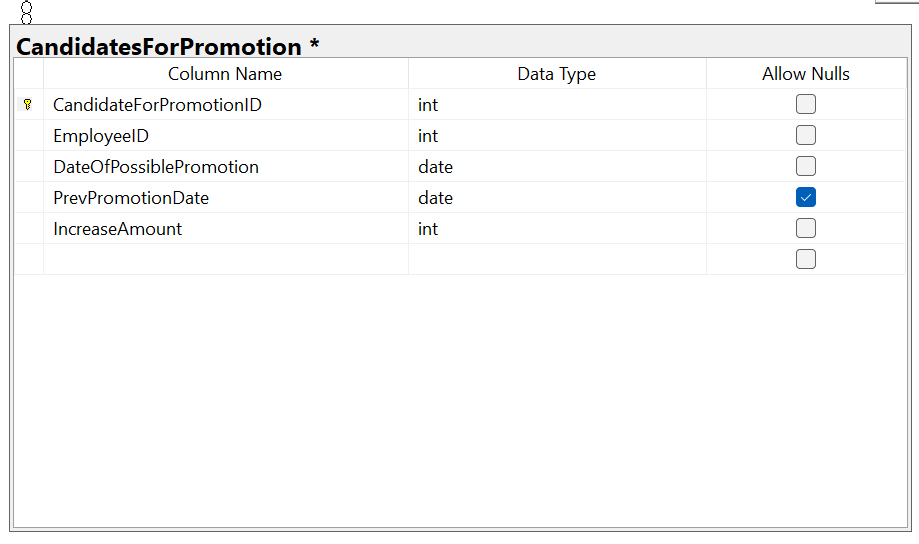 CandidatesForPromotion *
Column Name Data Type Allow Nulls
CandidateForPromotionID int
EmployeeID int
DateOfPossiblePromotion date
PrevPromotionDate date
IncreaseAmount int